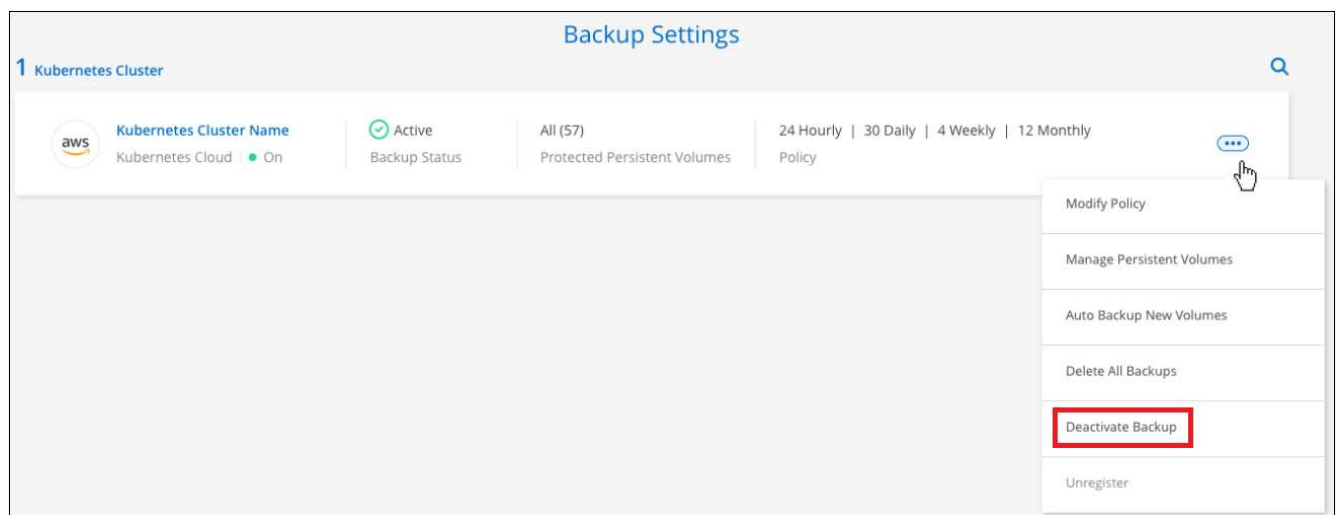 Backup Settings
1 Kubernetes Cluster
aws
Kubernetes Cluster Name
Active
All (57)
24 Hourly | 30 Daily | 4 Weekly | 12 Monthly
Kubernetes Cloud
On
Backup Status
Protected Persistent Volumes
Policy
Modify Policy
Manage Persistent Volumes
Auto Backup New Volumes
Delete All Backups
Deactivate Backup
Unregister